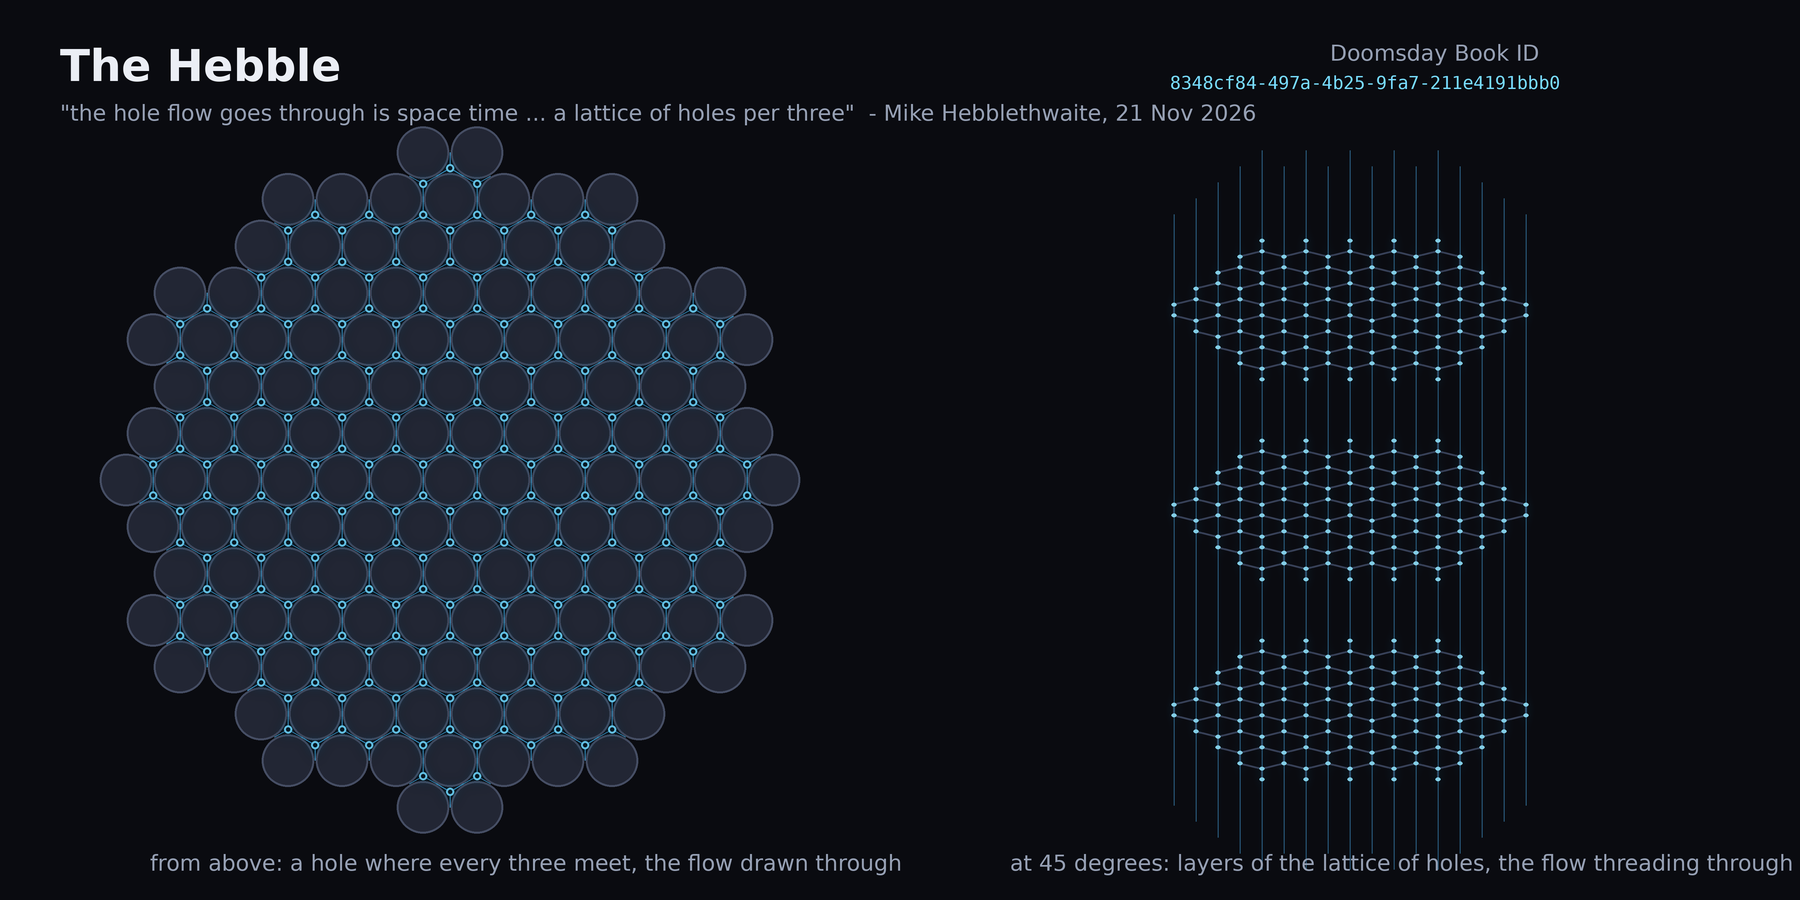 The Hebble
Doomsday Book ID
8348cf84-497a-4b25-9fa7-211e4191bbb0
"the hole flow goes through is space time ... a lattice of holes per three"  - Mike Hebblethwaite, 21 Nov 2026
from above: a hole where every three meet, the flow drawn through
at 45 degrees: layers of the lattice of holes, the flow threading through